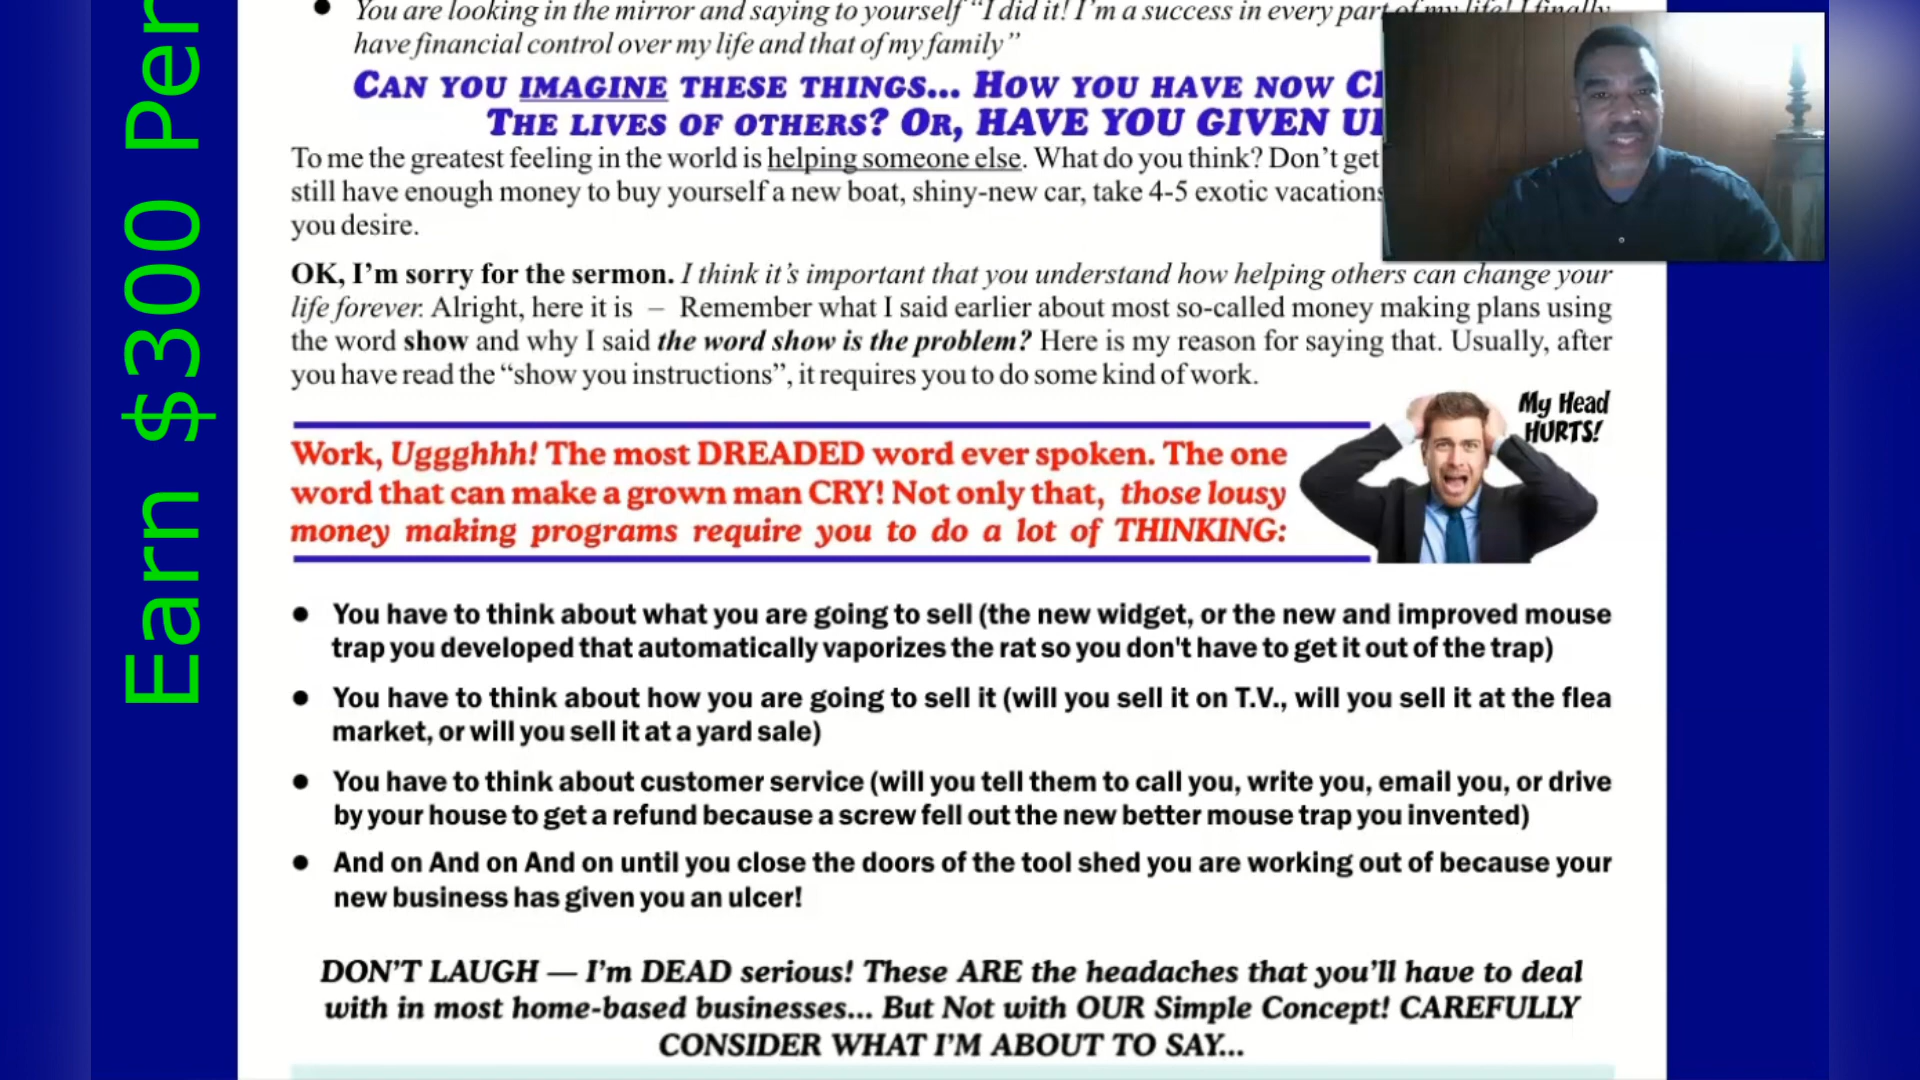 Earn $300 Per
You are looking in the mirror and saying to yourself “I did it! I’m a success in every part of my life! I finally
have financial control over my life and that of my family”
CAN YOU IMAGINE THESE THINGS... HOW YOU HAVE NOW
THE LIVES OF OTHERS? OR, HAVE YOU GIVEN
To me the greatest feeling in the world is helping someone else. What do you think? Don’t get
still have enough money to buy yourself a new boat, shiny-new car, take 4-5 exotic vacations
you desire.
OK, I’m sorry for the sermon. I think it’s important that you understand how helping others can change your
life forever. Alright, here it is – Remember what I said earlier about most so-called money making plans using
the word show and why I said the word show is the problem? Here is my reason for saying that. Usually, after
you have read the “show you instructions”, it requires you to do some kind of work.
My Head
HURTS!
Work, Uggghhh! The most DREADED word ever spoken. The one
word that can make a grown man CRY! Not only that, those lousy
money making programs require you to do a lot of THINKING:
● You have to think about what you are going to sell (the new widget, or the new and improved mouse
trap you developed that automatically vaporizes the rat so you don't have to get it out of the trap)
● You have to think about how you are going to sell it (will you sell it on T.V., will you sell it at the flea
market, or will you sell it at a yard sale)
● You have to think about customer service (will you tell them to call you, write you, email you, or drive
by your house to get a refund because a screw fell out the new better mouse trap you invented)
● And on And on And on until you close the doors of the tool shed you are working out of because your
new business has given you an ulcer!
DON’T LAUGH — I’m DEAD serious! These ARE the headaches that you’ll have to deal
with in most home-based businesses... But Not with OUR Simple Concept! CAREFULLY
CONSIDER WHAT I’M ABOUT TO SAY...